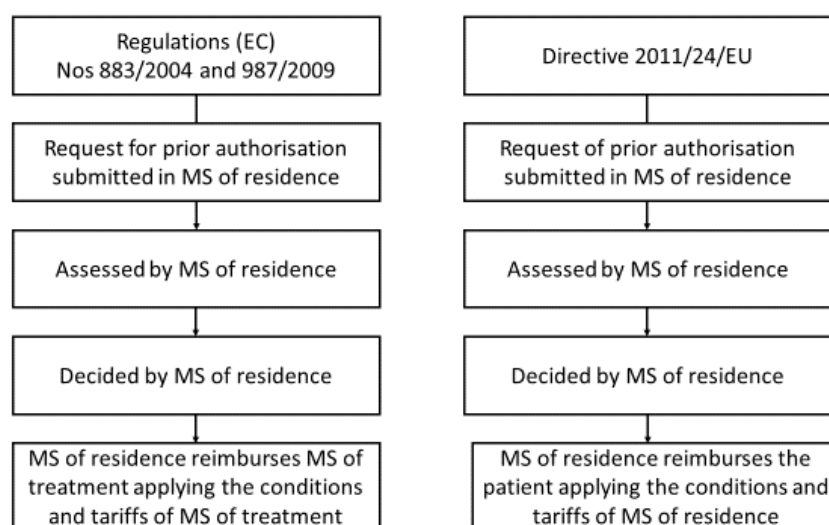 Regulations (EC)
Nos 883/2004 and 987/2009
Request for prior authorisation
submitted in MS of residence
Assessed by MS of residence
Decided by MS of residence
MS of residence reimburses MS of
treatment applying the conditions
and tariffs of MS of treatment
Directive 2011/24/EU
Request of prior authorisation
submitted in MS of residence
Assessed by MS of residence
Decided by MS of residence
MS of residence reimburses the
patient applying the conditions and
tariffs of MS of residence